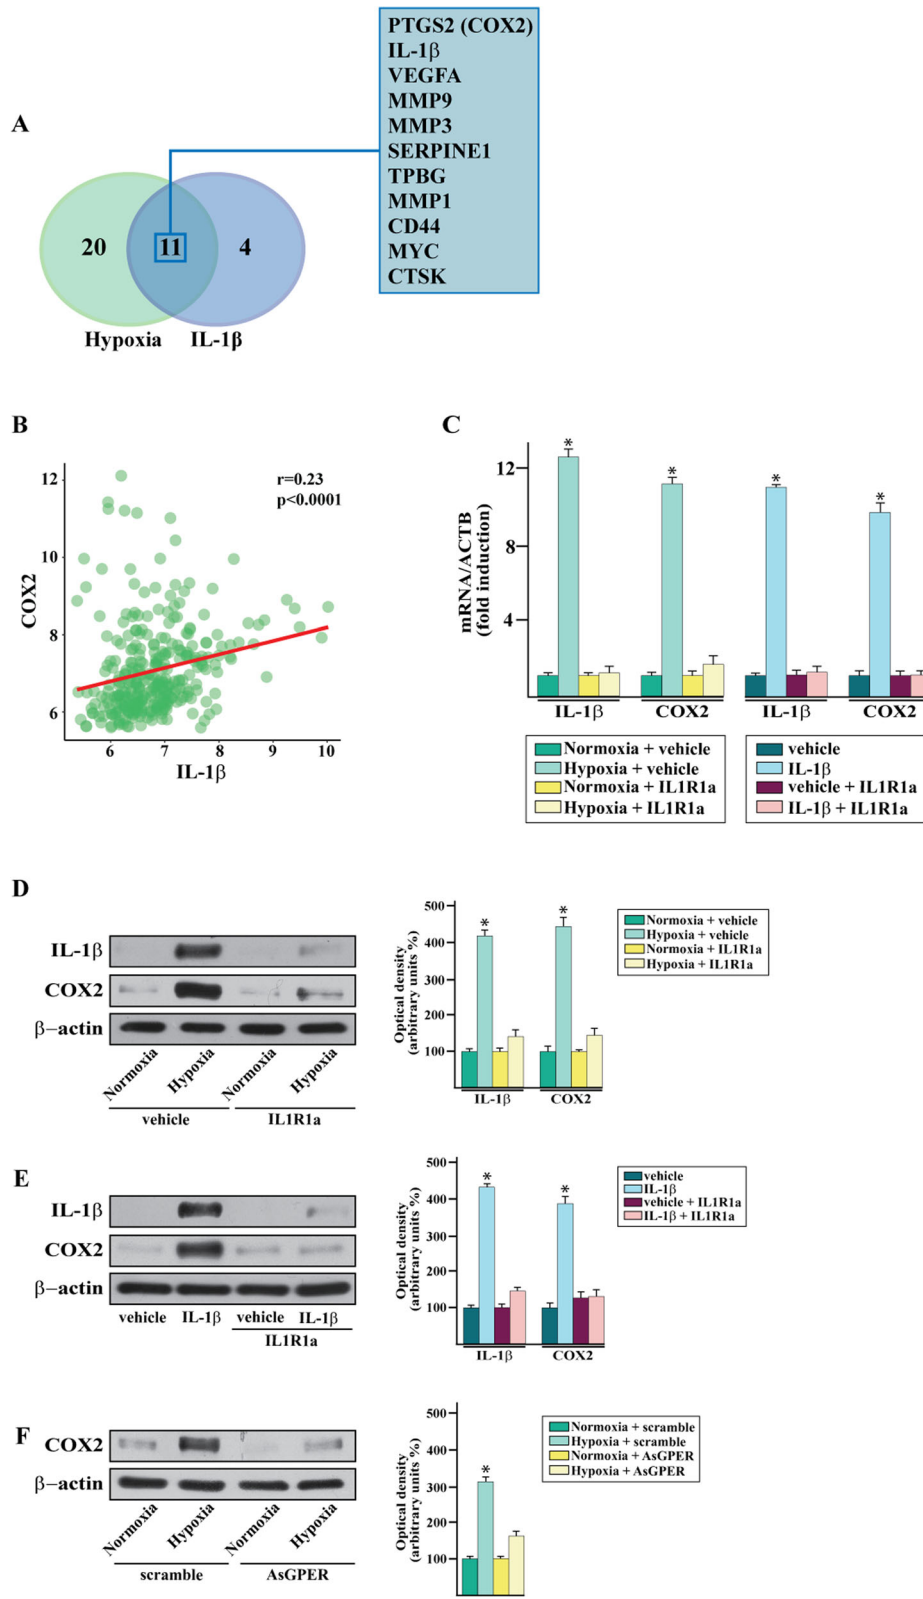 A
PTGS2 (COX2)
IL-1β
VEGFA
MMP9
MMP3
SERPINE1
TPBG
MMP1
CD44
MYC
CTSK
20
11
4
Hypoxia
IL-1β
B
COX2
12
10
8
6
r=0.23
p<0.0001
6
7
8
9
10
IL-1β
C
mRNA/ACTB
(fold induction)
12
8
4
*
*
*
*
IL-1β
COX2
IL-1β
COX2
Normoxia + vehicle
Hypoxia + vehicle
Normoxia + IL1R1a
Hypoxia + IL1R1a
vehicle
IL-1β
vehicle + IL1R1a
IL-1β + IL1R1a
D
IL-1β
COX2
β−actin
Normoxia
Hypoxia
Normoxia
Hypoxia
vehicle
IL1R1a
Optical density
(arbitrary units %)
500
400
300
200
100
*
*
IL-1β
COX2
Normoxia + vehicle
Hypoxia + vehicle
Normoxia + IL1R1a
Hypoxia + IL1R1a
E
IL-1β
COX2
β−actin
vehicle
IL-1β
vehicle
IL-1β
IL1R1a
Optical density
(arbitrary units %)
500
400
300
200
100
*
*
IL-1β
COX2
vehicle
IL-1β
vehicle + IL1R1a
IL-1β + IL1R1a
F
COX2
β−actin
Normoxia
Hypoxia
Normoxia
Hypoxia
scramble
AsGPER
Optical density
(arbitrary units %)
500
400
300
200
100
*
Normoxia + scramble
Hypoxia + scramble
Normoxia + AsGPER
Hypoxia + AsGPER